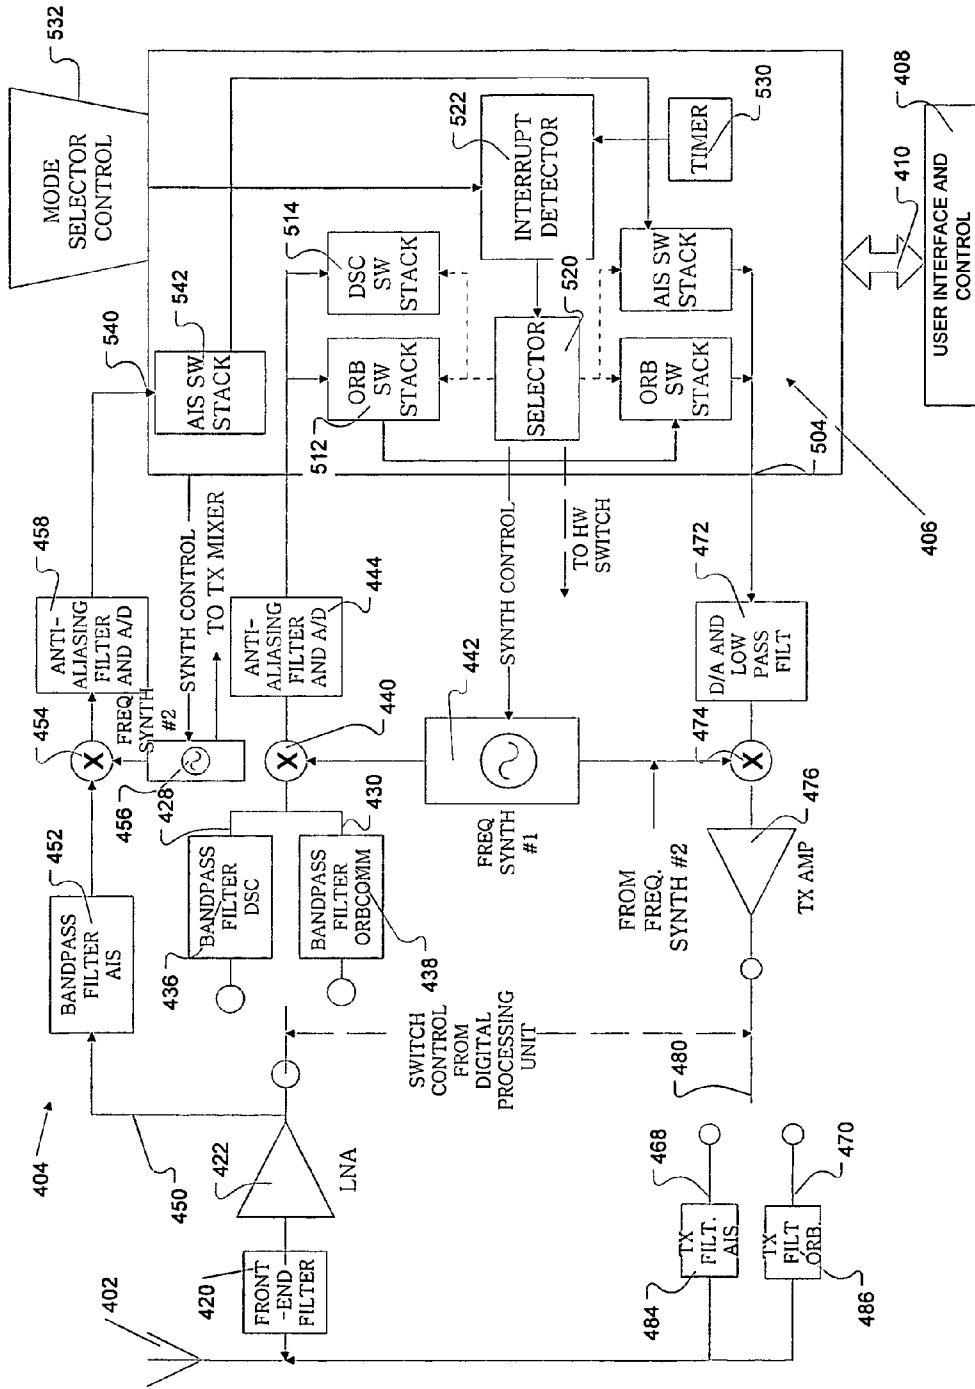 402
404
420
FRONT
-END
FILTER
422
LNA
450
452
BANDPASS
FILTER
AIS
454
458
ANTI-
ALIASING
FILTER
AND A/D
FREQ
SYNTH
#2
456
428
SYNTH CONTROL
TO TX MIXER
436
BANDPASS
FILTER
DSC
430
BANDPASS
FILTER
ORBCOMM
438
440
ANTI-
ALIASING
FILTER
AND A/D
444
442
FREQ
SYNTH
#1
SYNTH CONTROL
TO HW
SWITCH
SWITCH
CONTROL
FROM
DIGITAL
PROCESSING
UNIT
480
468
470
TX
FILT.
AIS.
484
TX
FILT
ORB.
486
TX AMP
476
FROM
FREQ.
SYNTH #2
474
D/A AND
LOW
PASS
FILT
472
504
406
MODE
SELECTOR
CONTROL
532
540
542
AIS SW
STACK
512
ORB
SW
STACK
514
DSC
SW
STACK
SELECTOR
520
INTERRUPT
DETECTOR
522
TIMER
530
ORB
SW
STACK
AIS SW
STACK
410
408
USER INTERFACE AND
CONTROL
X
X
X